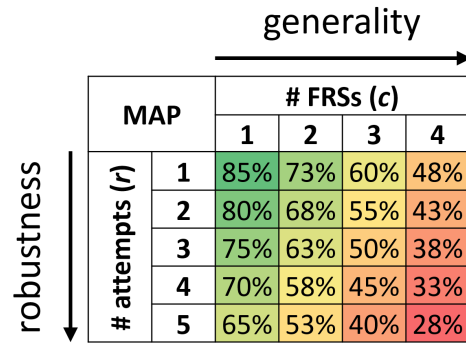 generality
robustness
MAP
# FRSs (c)
1 2 3 4
# attempts (r)
1 85% 73% 60% 48%
2 80% 68% 55% 43%
3 75% 63% 50% 38%
4 70% 58% 45% 33%
5 65% 53% 40% 28%